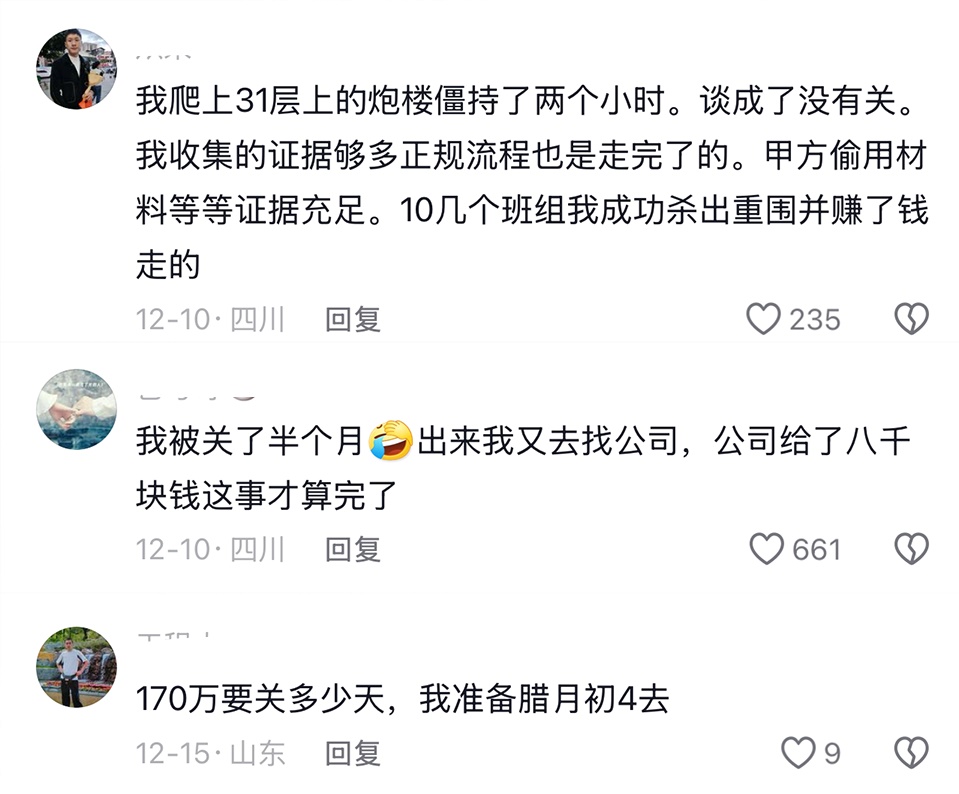 我爬上31层上的炮楼僵持了两个小时。谈成了没有关。
我收集的证据够多正规流程也是走完了的。甲方偷用材
料等等证据充足。10几个班组我成功杀出重围并赚了钱
走的
12-10· 四川 回复 235
我被关了半个月🤣出来我又去找公司，公司给了八千
块钱这事才算完了
12-10· 四川 回复 661
170万要关多少天，我准备腊月初4去
12-15· 山东 回复 9